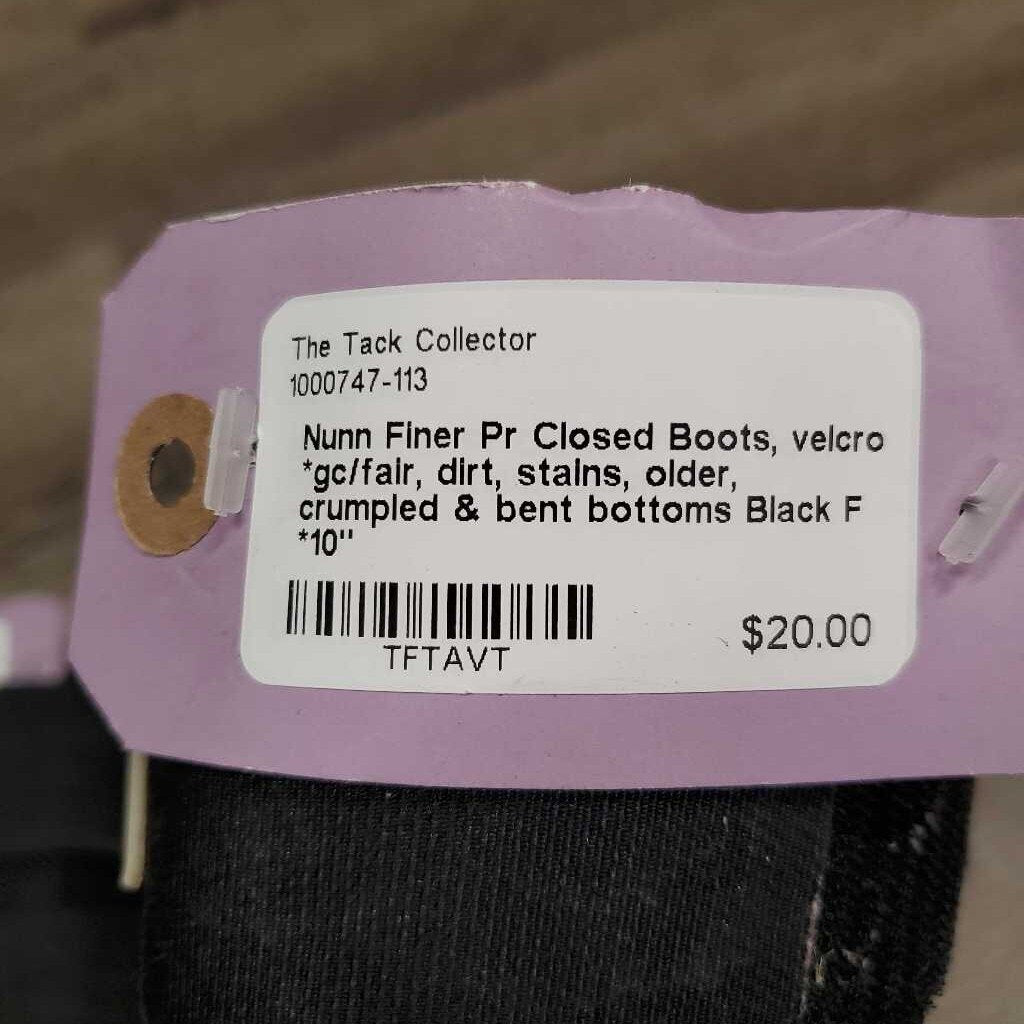 The Tack Collector
1000747-113
Nunn Finer Pr Closed Boots, velcro
*gc/fair, dirt, stains, older,
crumpled & bent bottoms Black F
*10"
TFTAVT
$20.00